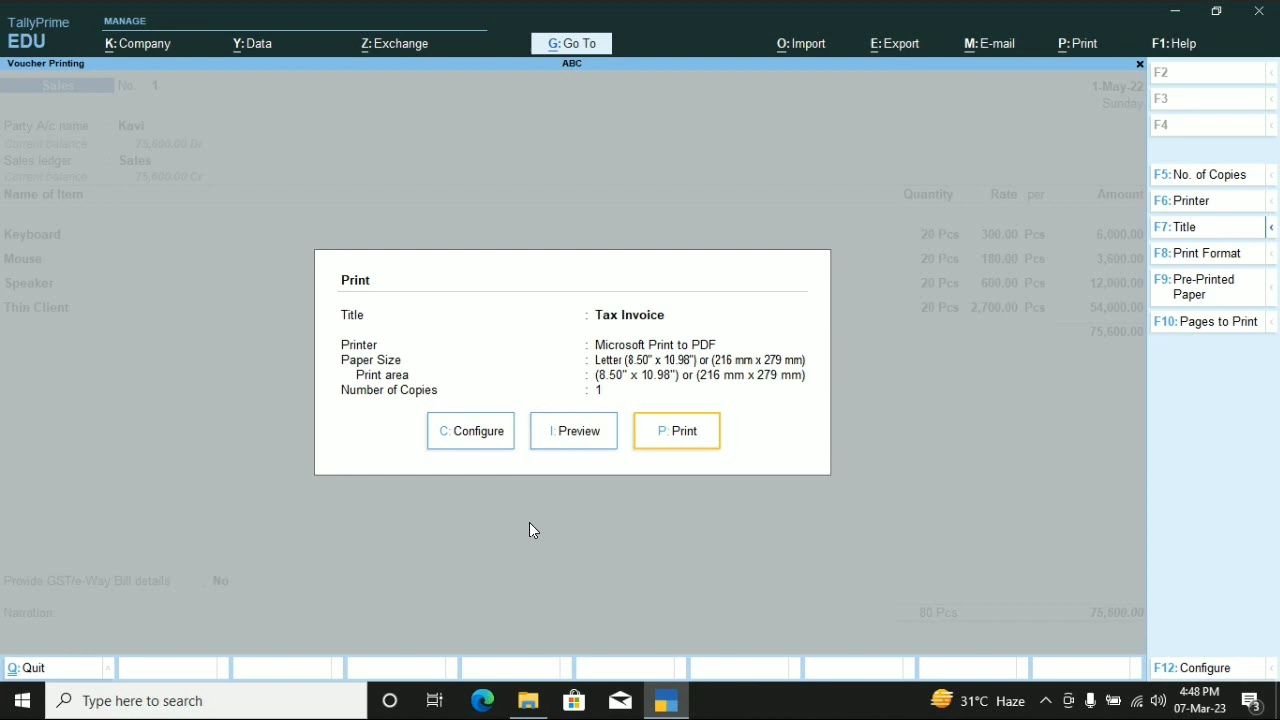 TallyPrime
EDU
MANAGE
K: Company
Y: Data
Z: Exchange
G: Go To
O: Import
E: Export
M: E-mail
P: Print
F1: Help
Voucher Printing
ABC
Sales
No. 1
1-May-22
Sunday
Party A/c name : Kavi
Current balance : 75,600.00 Dr
Sales ledger : Sales
Current balance : 75,600.00 Cr
Name of Item Quantity Rate per Amount
Keyboard 20 Pcs 300.00 Pcs 6,000.00
Mouse 20 Pcs 180.00 Pcs 3,600.00
Speaker 20 Pcs 600.00 Pcs 12,000.00
Thin Client 20 Pcs 2,700.00 Pcs 54,000.00
75,600.00
Print
Title : Tax Invoice
Printer : Microsoft Print to PDF
Paper Size : Letter (8.50" x 10.98") or (216 mm x 279 mm)
Print area : (8.50" x 10.98") or (216 mm x 279 mm)
Number of Copies : 1
C: Configure
I: Preview
P: Print
Provide GST/e-Way Bill details : No
Narration 80 Pcs 75,600.00
F2
F3
F4
F5: No. of Copies
F6: Printer
F7: Title
F8: Print Format
F9: Pre-Printed
Paper
F10: Pages to Print
Q: Quit
F12: Configure
Type here to search
31°C Haze
4:48 PM
07-Mar-23
3